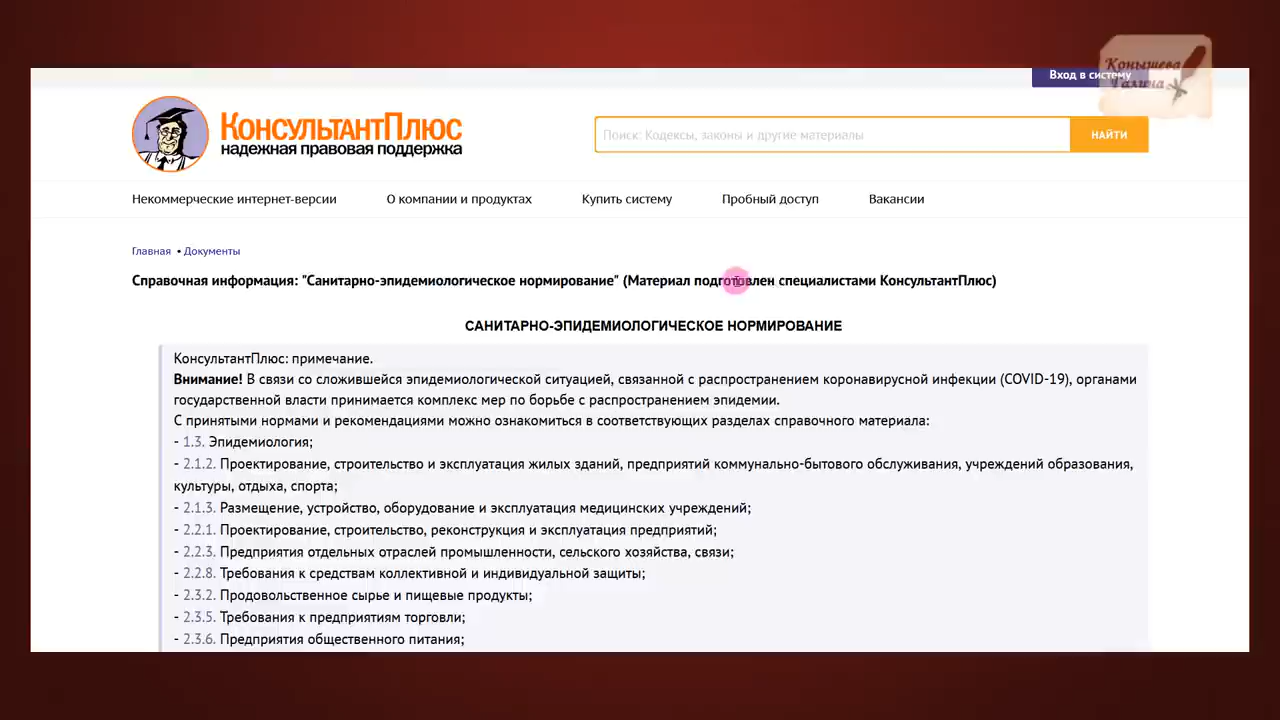 Конышева
Галина
Вход в систему
КонсультантПлюс
надежная правовая поддержка
Поиск: Кодексы, законы и другие материалы
НАЙТИ
Некоммерческие интернет-версии О компании и продуктах Купить систему Пробный доступ Вакансии
Главная • Документы
Справочная информация: "Санитарно-эпидемиологическое нормирование" (Материал подготовлен специалистами КонсультантПлюс)
САНИТАРНО-ЭПИДЕМИОЛОГИЧЕСКОЕ НОРМИРОВАНИЕ
КонсультантПлюс: примечание.
Внимание! В связи со сложившейся эпидемиологической ситуацией, связанной с распространением коронавирусной инфекции (COVID-19), органами
государственной власти принимается комплекс мер по борьбе с распространением эпидемии.
С принятыми нормами и рекомендациями можно ознакомиться в соответствующих разделах справочного материала:
- 1.3. Эпидемиология;
- 2.1.2. Проектирование, строительство и эксплуатация жилых зданий, предприятий коммунально-бытового обслуживания, учреждений образования,
культуры, отдыха, спорта;
- 2.1.3. Размещение, устройство, оборудование и эксплуатация медицинских учреждений;
- 2.2.1. Проектирование, строительство, реконструкция и эксплуатация предприятий;
- 2.2.3. Предприятия отдельных отраслей промышленности, сельского хозяйства, связи;
- 2.2.8. Требования к средствам коллективной и индивидуальной защиты;
- 2.3.2. Продовольственное сырье и пищевые продукты;
- 2.3.5. Требования к предприятиям торговли;
- 2.3.6. Предприятия общественного питания;